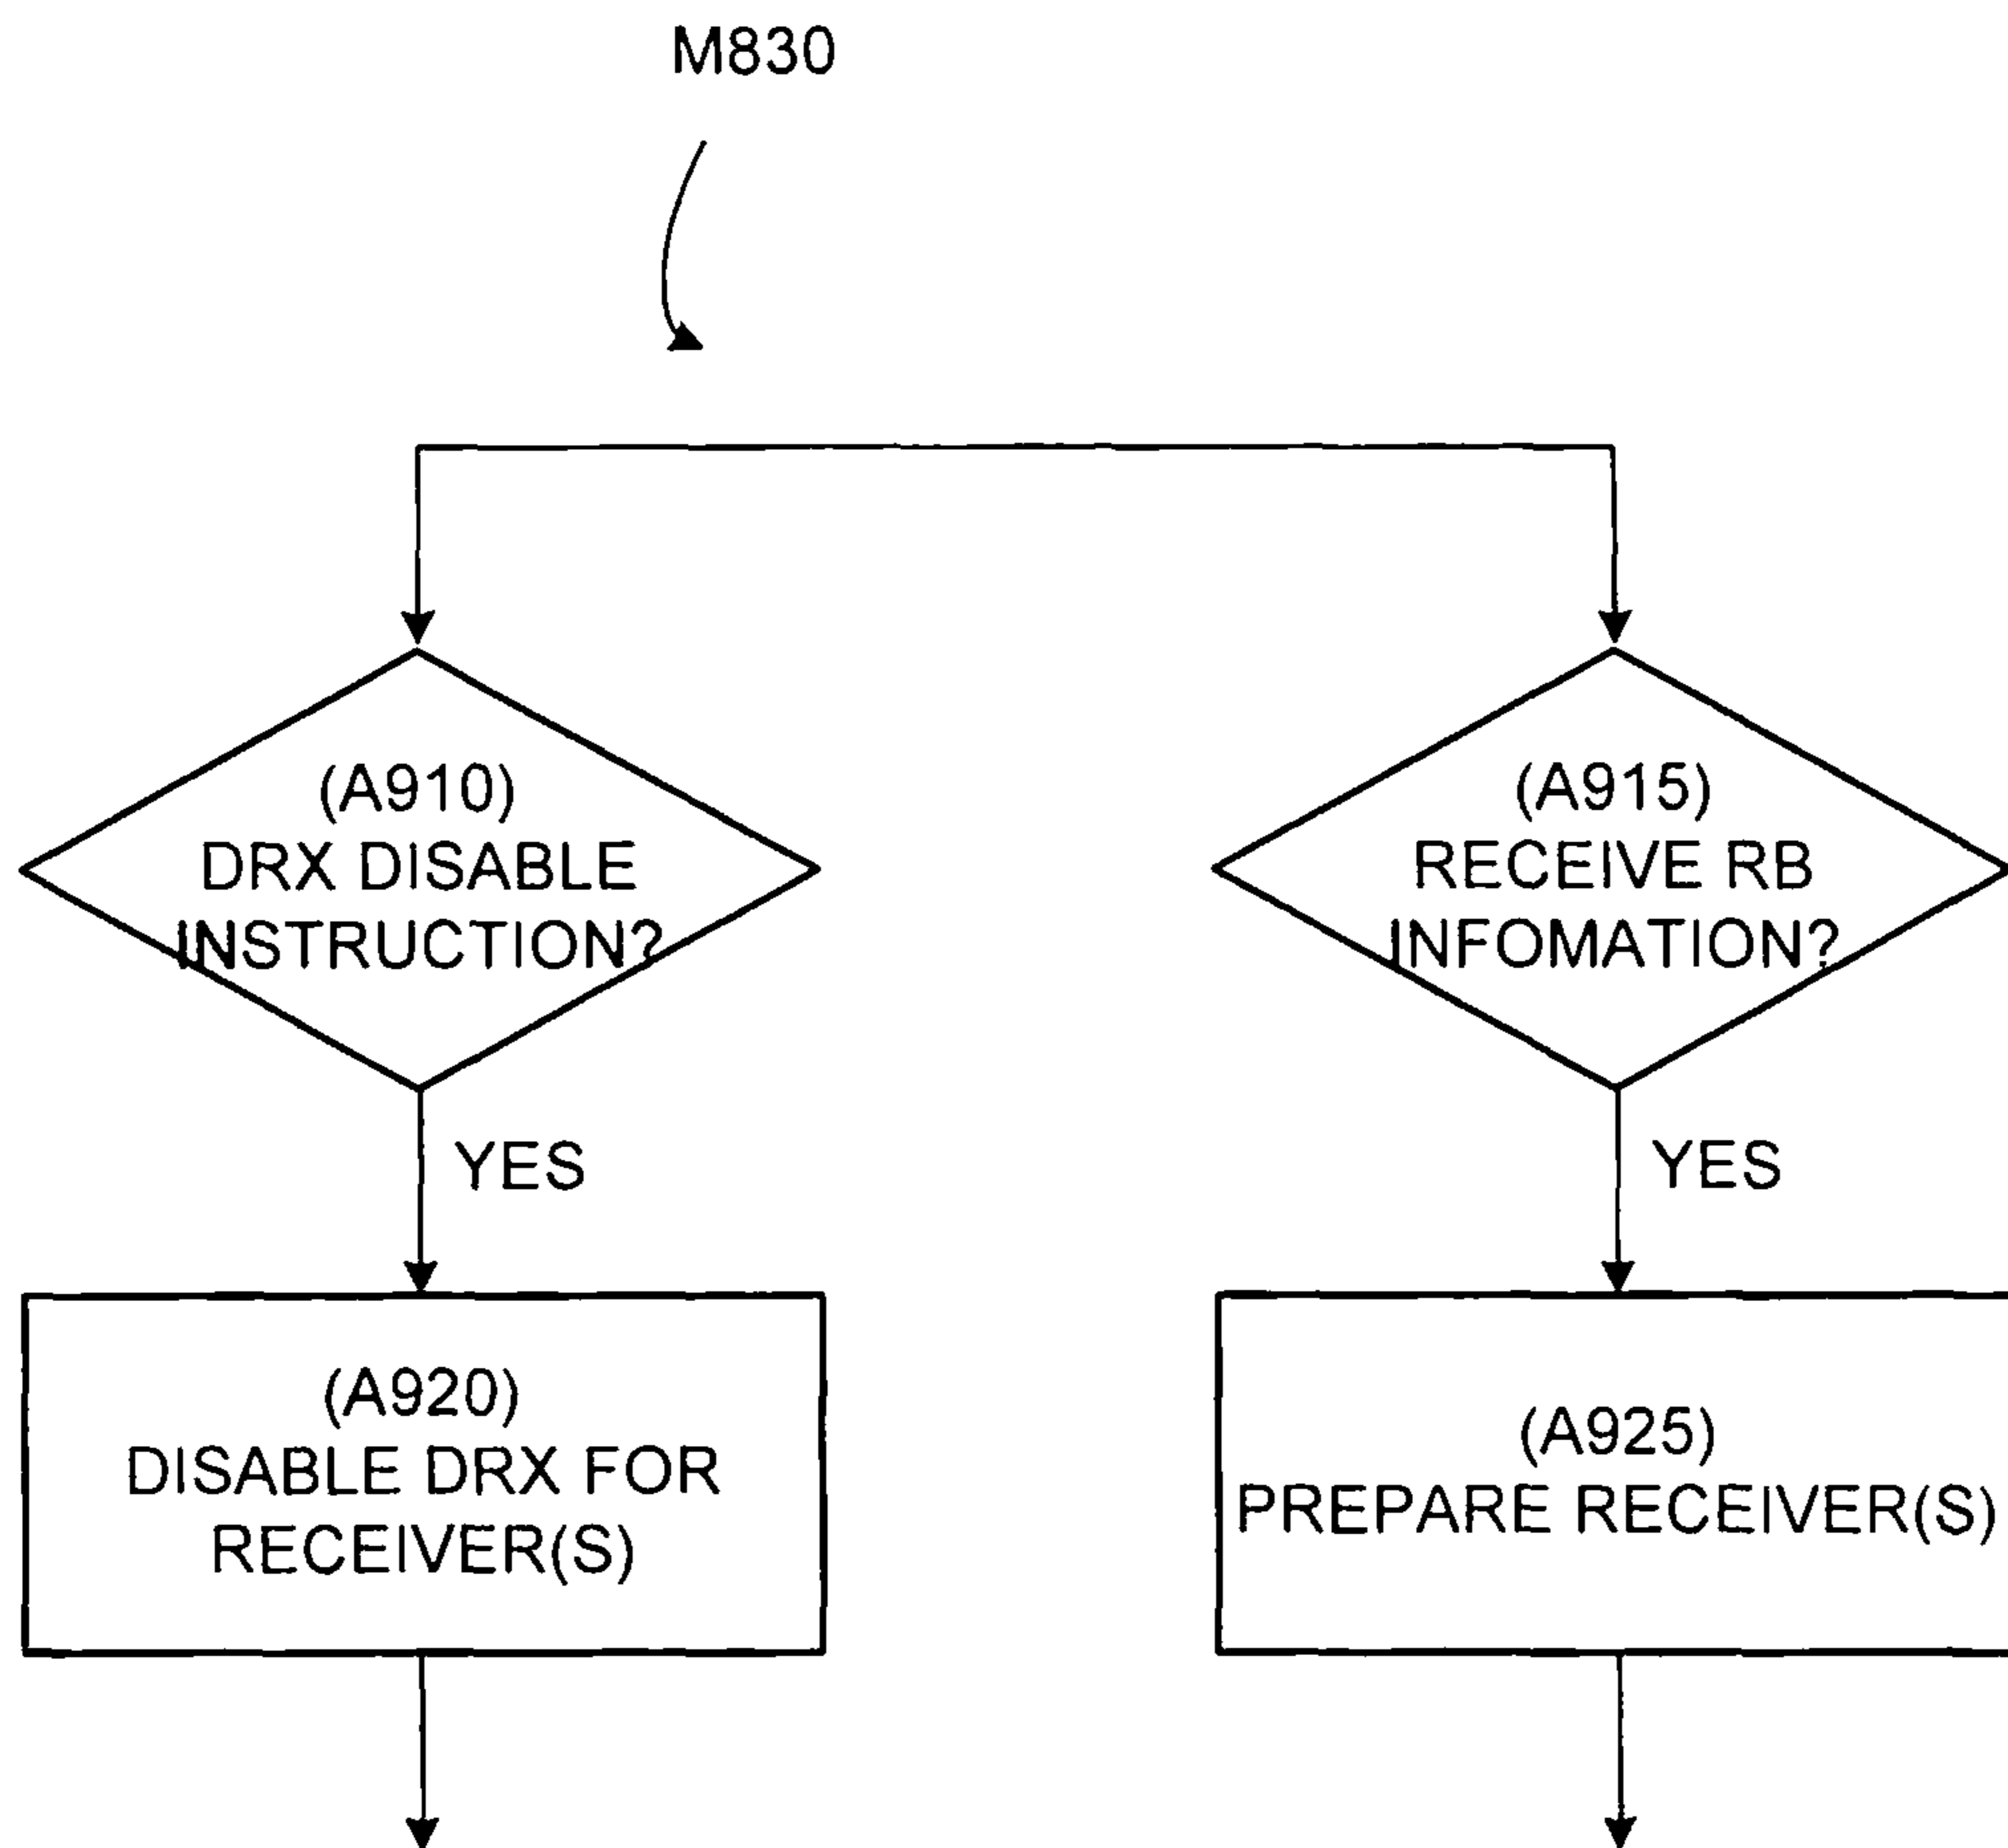 M830
(A910)
DRX DISABLE
INSTRUCTION?
(A915)
RECEIVE RB
INFOMATION?
YES
YES
(A920)
DISABLE DRX FOR
RECEIVER(S)
(A925)
PREPARE RECEIVER(S)